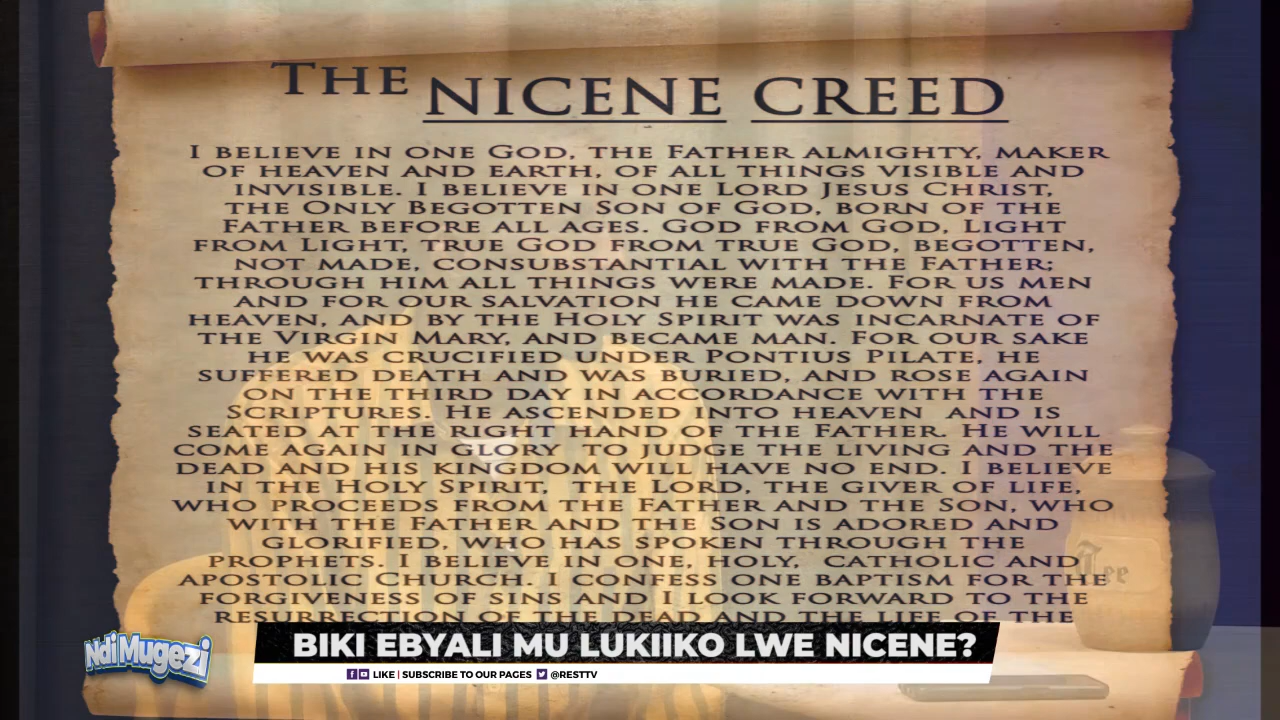 THE NICENE CREED
I BELIEVE IN ONE GOD, THE FATHER ALMIGHTY, MAKER
OF HEAVEN AND EARTH, OF ALL THINGS VISIBLE AND
INVISIBLE. I BELIEVE IN ONE LORD JESUS CHRIST,
THE ONLY BEGOTTEN SON OF GOD, BORN OF THE
FATHER BEFORE ALL AGES. GOD FROM GOD, LIGHT
FROM LIGHT, TRUE GOD FROM TRUE GOD, BEGOTTEN,
NOT MADE, CONSUBSTANTIAL WITH THE FATHER;
THROUGH HIM ALL THINGS WERE MADE. FOR US MEN
AND FOR OUR SALVATION HE CAME DOWN FROM
HEAVEN, AND BY THE HOLY SPIRIT WAS INCARNATE OF
THE VIRGIN MARY, AND BECAME MAN. FOR OUR SAKE
HE WAS CRUCIFIED UNDER PONTIUS PILATE, HE
SUFFERED DEATH AND WAS BURIED, AND ROSE AGAIN
ON THE THIRD DAY IN ACCORDANCE WITH THE
SCRIPTURES. HE ASCENDED INTO HEAVEN AND IS
SEATED AT THE RIGHT HAND OF THE FATHER. HE WILL
COME AGAIN IN GLORY TO JUDGE THE LIVING AND THE
DEAD AND HIS KINGDOM WILL HAVE NO END. I BELIEVE
IN THE HOLY SPIRIT, THE LORD, THE GIVER OF LIFE,
WHO PROCEEDS FROM THE FATHER AND THE SON, WHO
WITH THE FATHER AND THE SON IS ADORED AND
GLORIFIED, WHO HAS SPOKEN THROUGH THE
PROPHETS. I BELIEVE IN ONE, HOLY, CATHOLIC AND
APOSTOLIC CHURCH. I CONFESS ONE BAPTISM FOR THE
FORGIVENESS OF SINS AND I LOOK FORWARD TO THE
RESURRECTION OF THE DEAD AND THE LIFE OF THE
Ndi Mugezi
BIKI EBYALI MU LUKIIKO LWE NICENE?
LIKE | SUBSCRIBE TO OUR PAGES @RESTTV